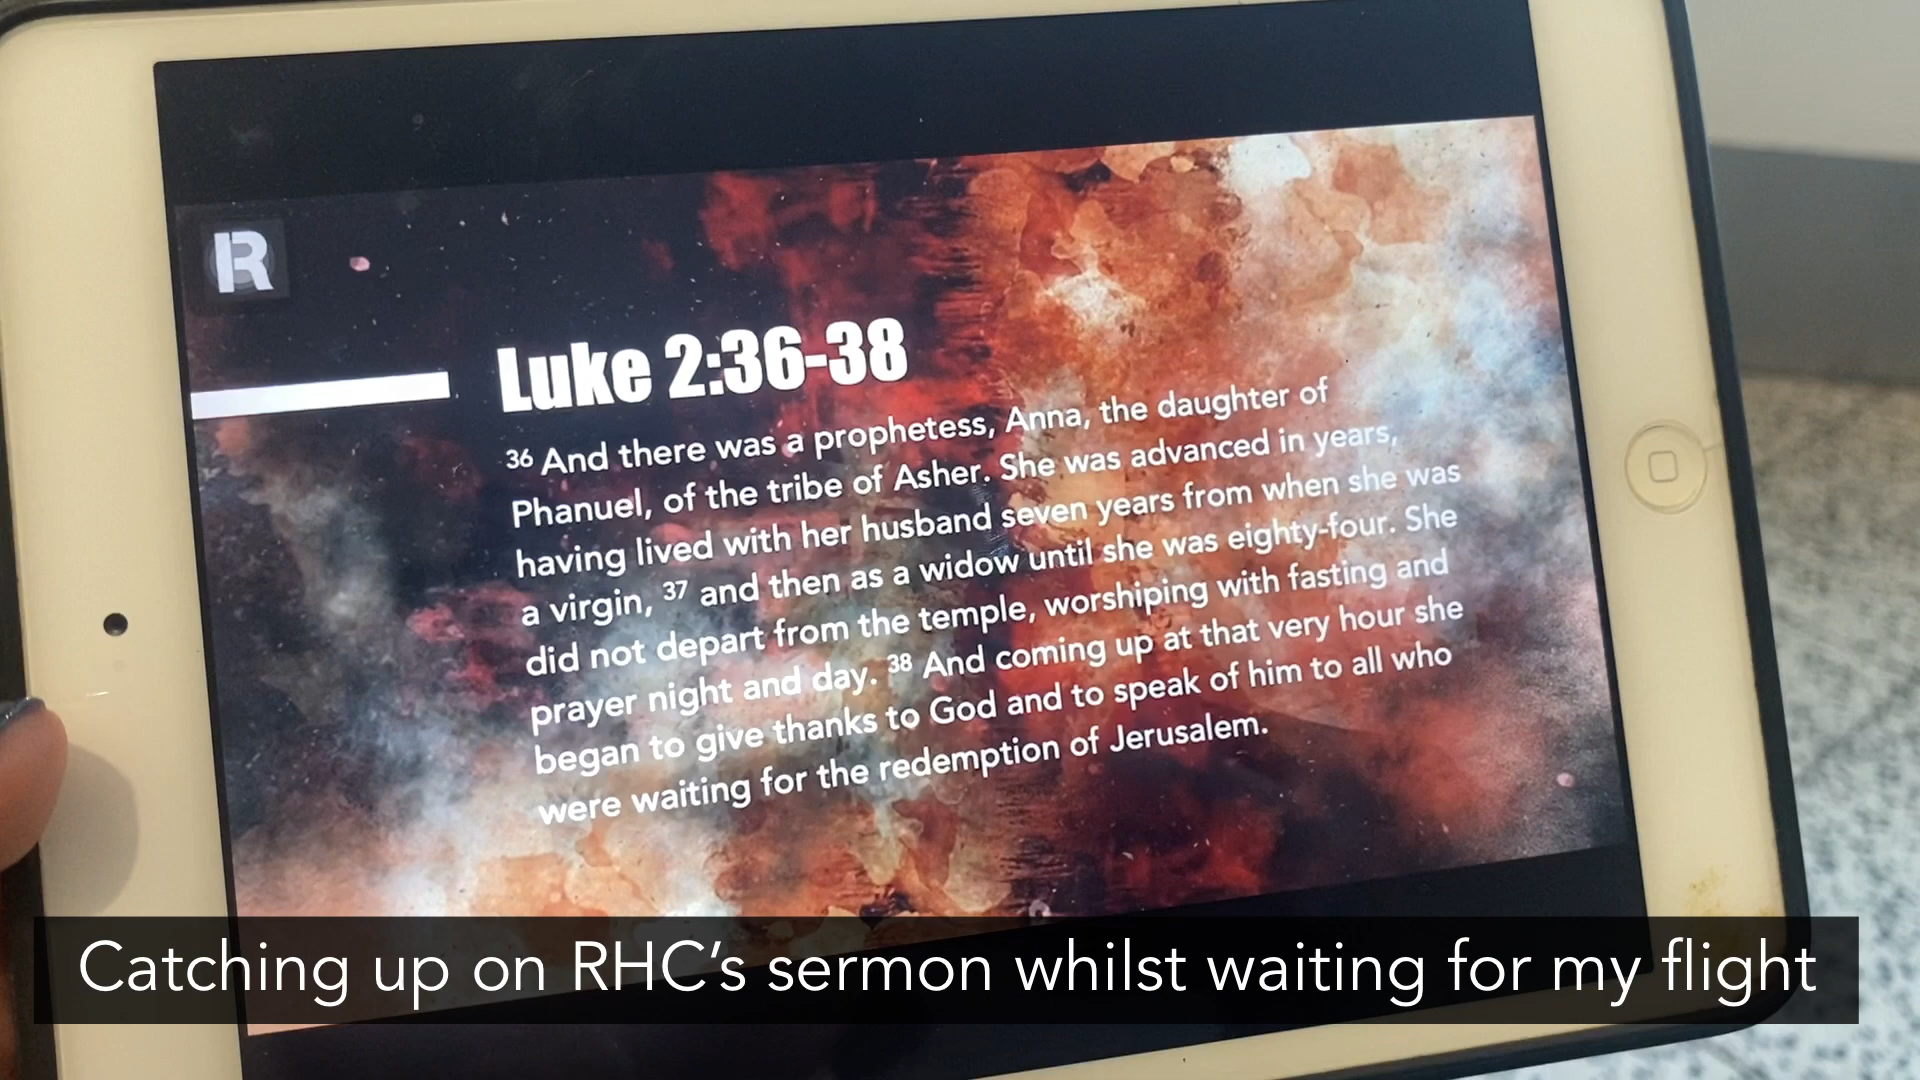 R
Luke 2:36-38
36 And there was a prophetess, Anna, the daughter of
Phanuel, of the tribe of Asher. She was advanced in years,
having lived with her husband seven years from when she was
a virgin, 37 and then as a widow until she was eighty-four. She
did not depart from the temple, worshiping with fasting and
prayer night and day. 38 And coming up at that very hour she
began to give thanks to God and to speak of him to all who
were waiting for the redemption of Jerusalem.
Catching up on RHC’s sermon whilst waiting for my flight